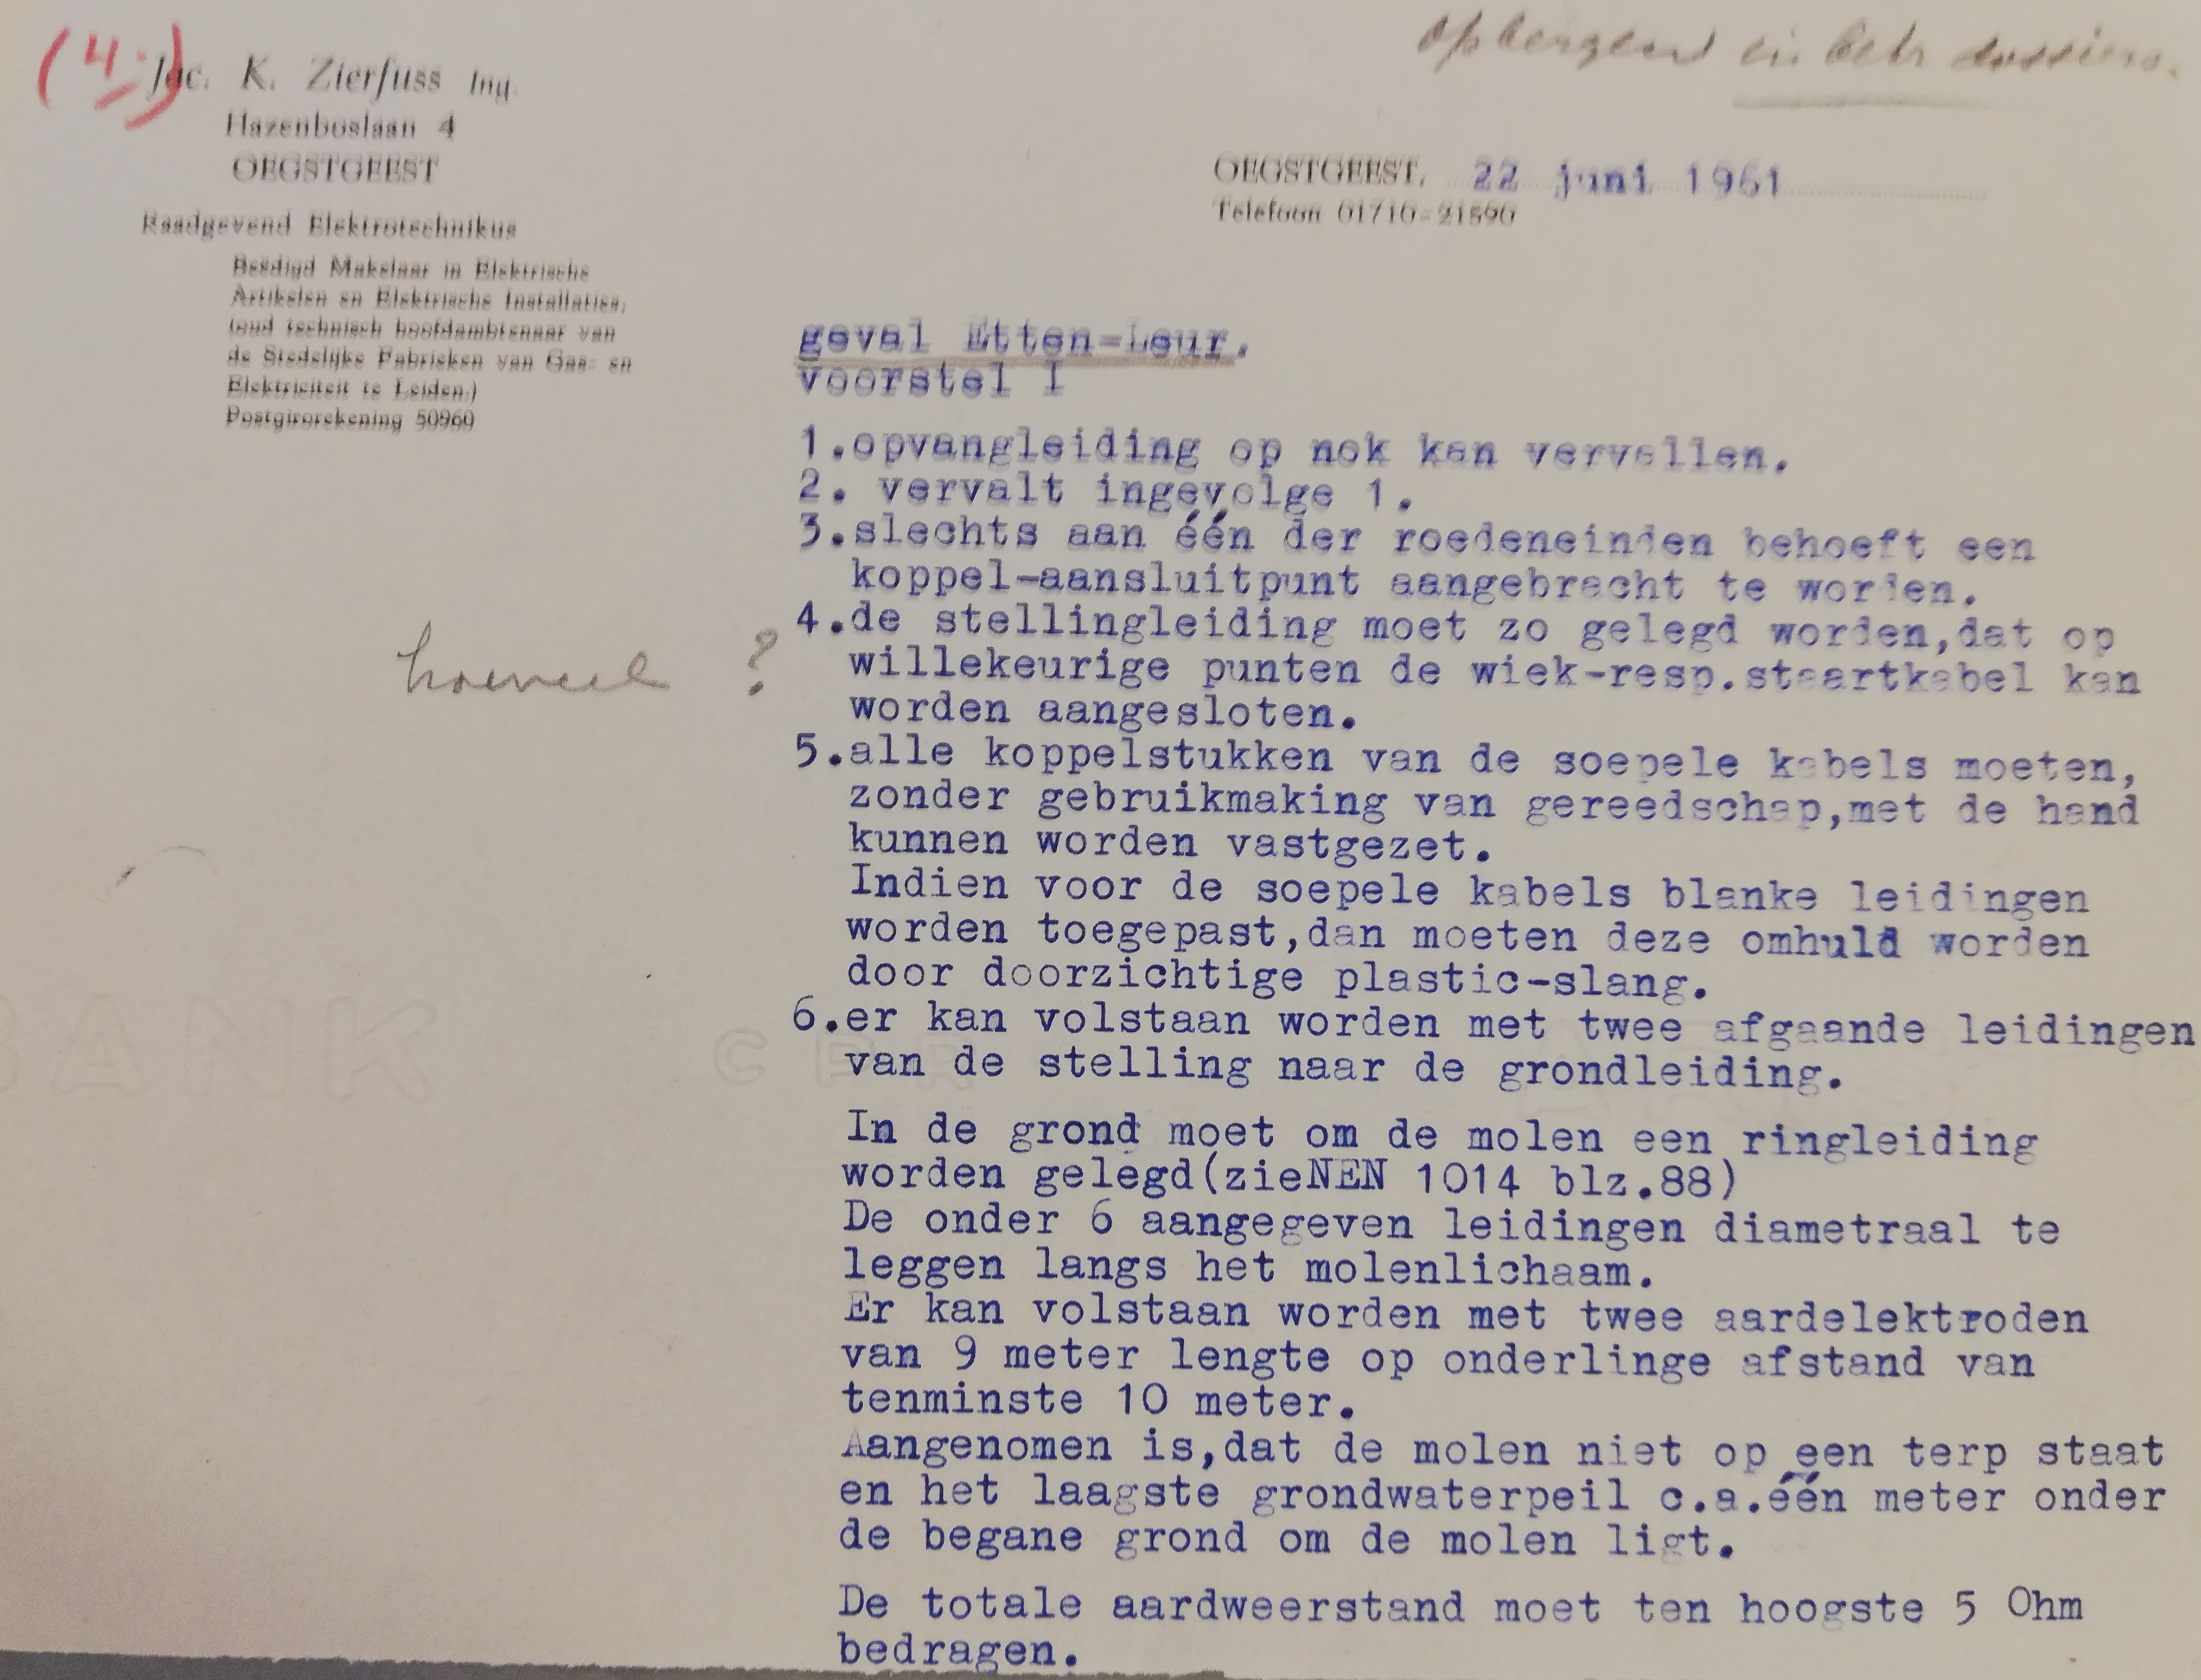 (4.)
opbergen in betr dossiers.
Jac. K. Zierfuss Ing.
Hazenboslaan 4
OEGSTGEEST
Raadgevend Elektrotechnikus
Beëdigd Makelaar in Elektrische
Artikelen en Elektrische Installaties,
(oud technisch hoofdambtenaar van
de Stedelijke Fabrieken van Gas- en
Elektriciteit te Leiden.)
Postgirorekening 50960
OEGSTGEEST, 22 juni 1961
Telefoon 01710-21590
geval Etten-Leur.
voorstel I
1.opvangleiding op nok kan vervallen.
2. vervalt ingevolge 1.
3.slechts aan één der roedeneinden behoeft een
koppel-aansluitpunt aangebracht te worden.
4.de stellingleiding moet zo gelegd worden,dat op
hoeveel ?
willekeurige punten de wiek-resp.staartkabel kan
worden aangesloten.
5.alle koppelstukken van de soepele kabels moeten,
zonder gebruikmaking van gereedschap,met de hand
kunnen worden vastgezet.
Indien voor de soepele kabels blanke leidingen
worden toegepast,dan moeten deze omhuld worden
door doorzichtige plastic-slang.
6.er kan volstaan worden met twee afgaande leidingen
van de stelling naar de grondleiding.
In de grond moet om de molen een ringleiding
worden gelegd(zieNEN 1014 blz.88)
De onder 6 aangegeven leidingen diametraal te
leggen langs het molenlichaam.
Er kan volstaan worden met twee aardelektroden
van 9 meter lengte op onderlinge afstand van
tenminste 10 meter.
Aangenomen is,dat de molen niet op een terp staat
en het laagste grondwaterpeil c.a.één meter onder
de begane grond om de molen ligt.
De totale aardweerstand moet ten hoogste 5 Ohm
bedragen.
BANK